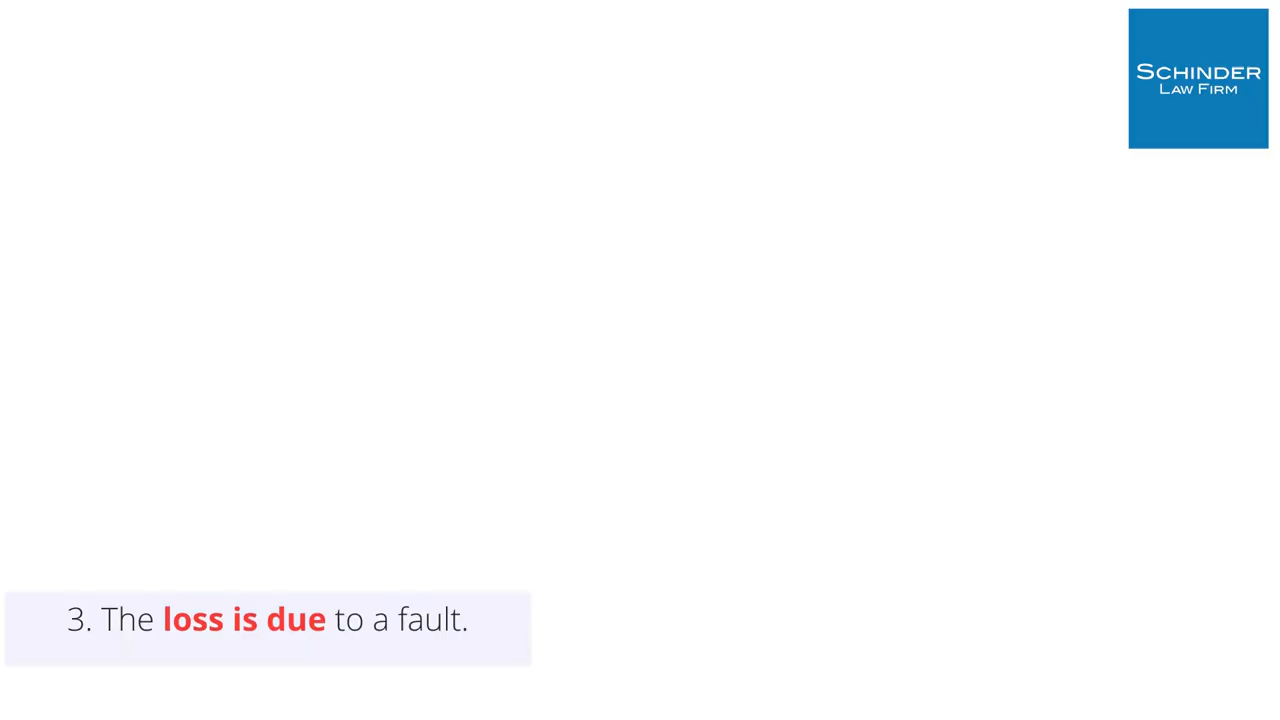 SCHINDER
LAW FIRM
3. The loss is due to a fault.